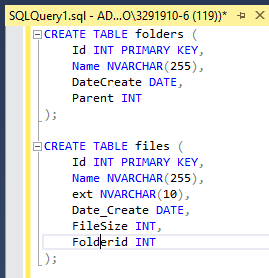 SQLQuery1.sql - AD...O\3291910-6 (119))*
CREATE TABLE folders (
Id INT PRIMARY KEY,
Name NVARCHAR(255),
DateCreate DATE,
Parent INT
);
CREATE TABLE files (
Id INT PRIMARY KEY,
Name NVARCHAR(255),
ext NVARCHAR(10),
Date_Create DATE,
FileSize INT,
Folderid INT
);